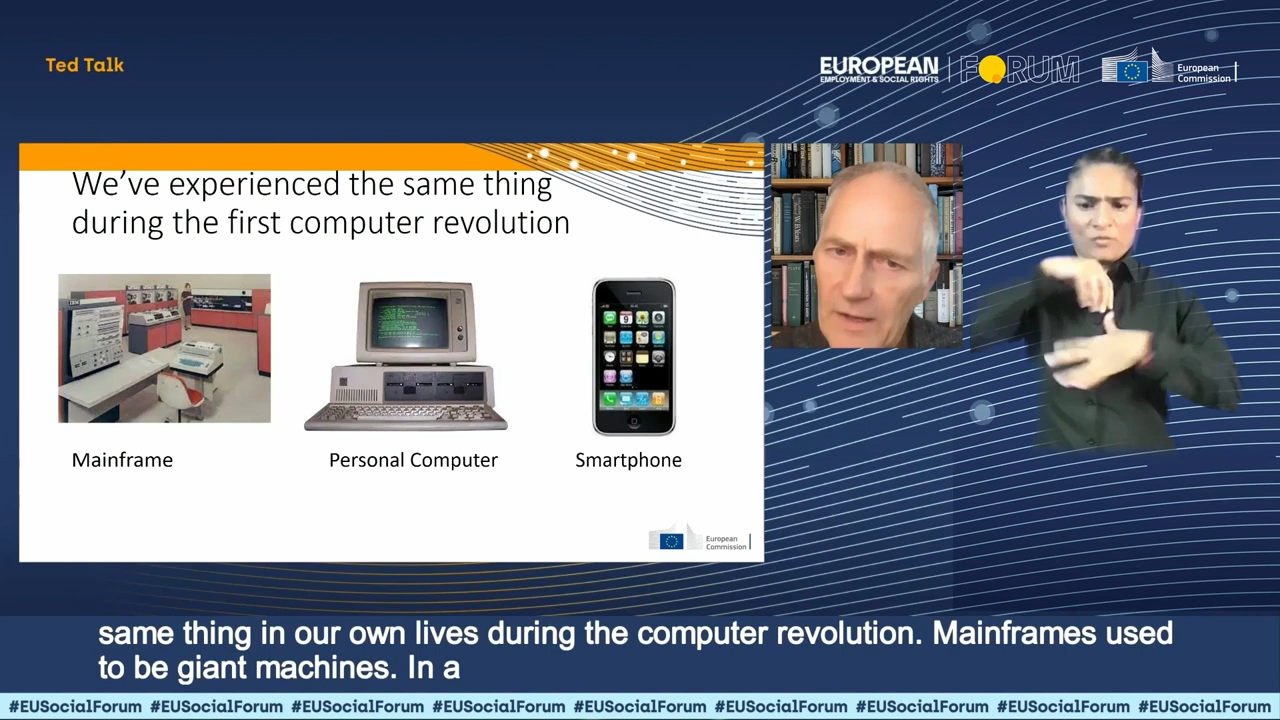 Ted Talk
EUROPEAN
EMPLOYMENT & SOCIAL RIGHTS
FORUM
European
Commission
We've experienced the same thing
during the first computer revolution
Mainframe
Personal Computer
Smartphone
European
Commission
same thing in our own lives during the computer revolution. Mainframes used
to be giant machines. In a
#EUSocialForum #EUSocialForum #EUSocialForum #EUSocialForum #EUSocialForum #EUSocialForum #EUSocialForum #EUSocialForum #EUSocialForum